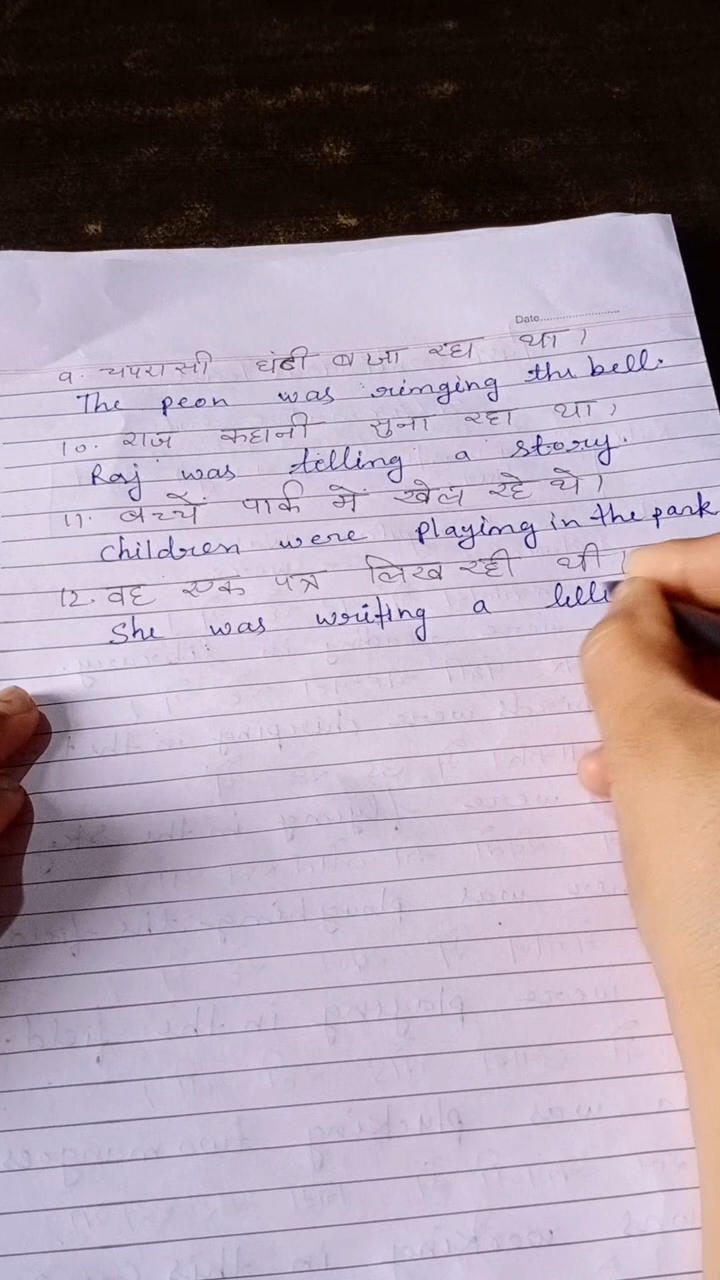 Date
9. चपरासी घंटी बजा रहा था।
The peon was ringing the bell.
10. राज कहानी सुना रहा था।
Raj was telling a story.
11. बच्चें पार्क में खेल रहे थे।
children were playing in the park
12. वह एक पत्र लिख रही थी।
She was writing a